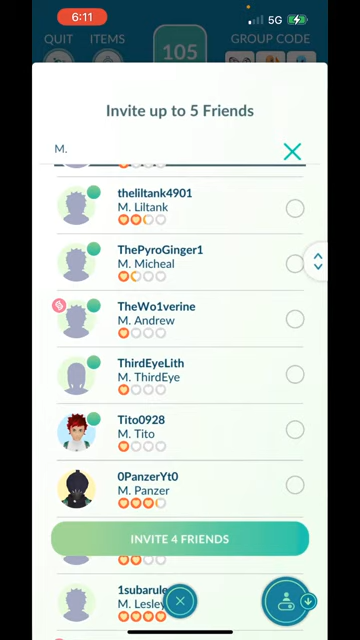 6:11
5G
QUIT
ITEMS
105
GROUP CODE
Invite up to 5 Friends
M.
theliltank4901
M. Liltank
ThePyroGinger1
M. Micheal
TheWo1verine
M. Andrew
ThirdEyeLith
M. ThirdEye
Tito0928
M. Tito
0PanzerYt0
M. Panzer
INVITE 4 FRIENDS
1subarule
M. Lesley